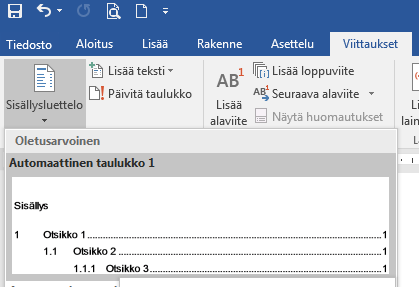 Tiedosto Aloitus Lisää Rakenne Asettelu Viittaukset
Sisällysluettelo
Lisää teksti
Päivitä taulukko
AB1
Lisää
alaviite
Lisää loppuviite
AB1 Seuraava alaviite
Näytä huomautukset
Oletusarvoinen
Automaattinen taulukko 1
Sisällys
1 Otsikko 1 1
1.1 Otsikko 2 1
1.1.1 Otsikko 3 1